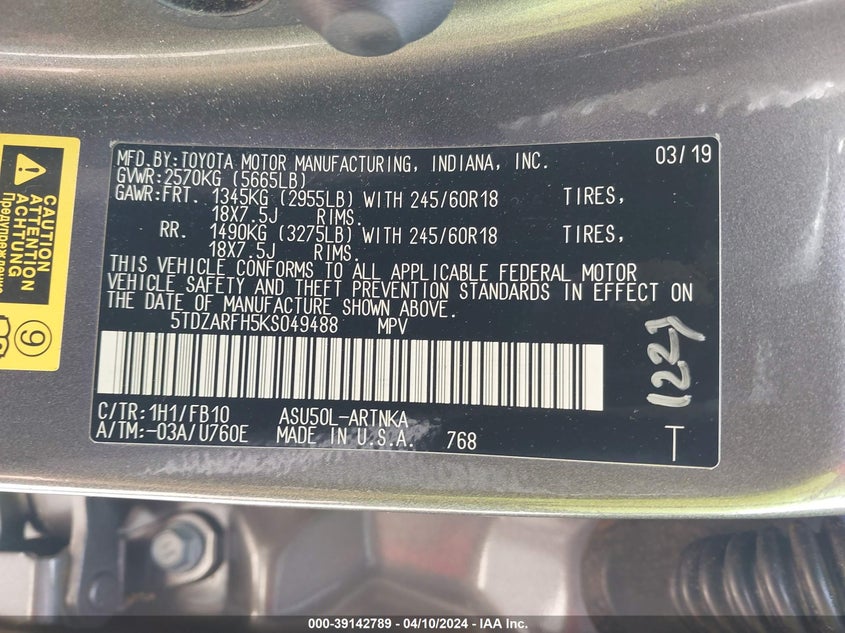 CAUTION
ATTENTION
ACHTUNG
Предупреждение
9
MFD.BY:TOYOTA MOTOR MANUFACTURING, INDIANA, INC. 03/19
GVWR:2570KG (5665LB)
GAWR:FRT. 1345KG (2955LB) WITH 245/60R18 TIRES,
18X7.5J RIMS.
RR. 1490KG (3275LB) WITH 245/60R18 TIRES,
18X7.5J RIMS.
THIS VEHICLE CONFORMS TO ALL APPLICABLE FEDERAL MOTOR
VEHICLE SAFETY AND THEFT PREVENTION STANDARDS IN EFFECT ON
THE DATE OF MANUFACTURE SHOWN ABOVE.
5TDZARFH5KS049488 MPV
C/TR:1H1/FB10 ASU50L-ARTNKA
A/TM:-03A/U760E MADE IN U.S.A. 768
T
1227
000-39142789 - 04/10/2024 - IAA Inc.